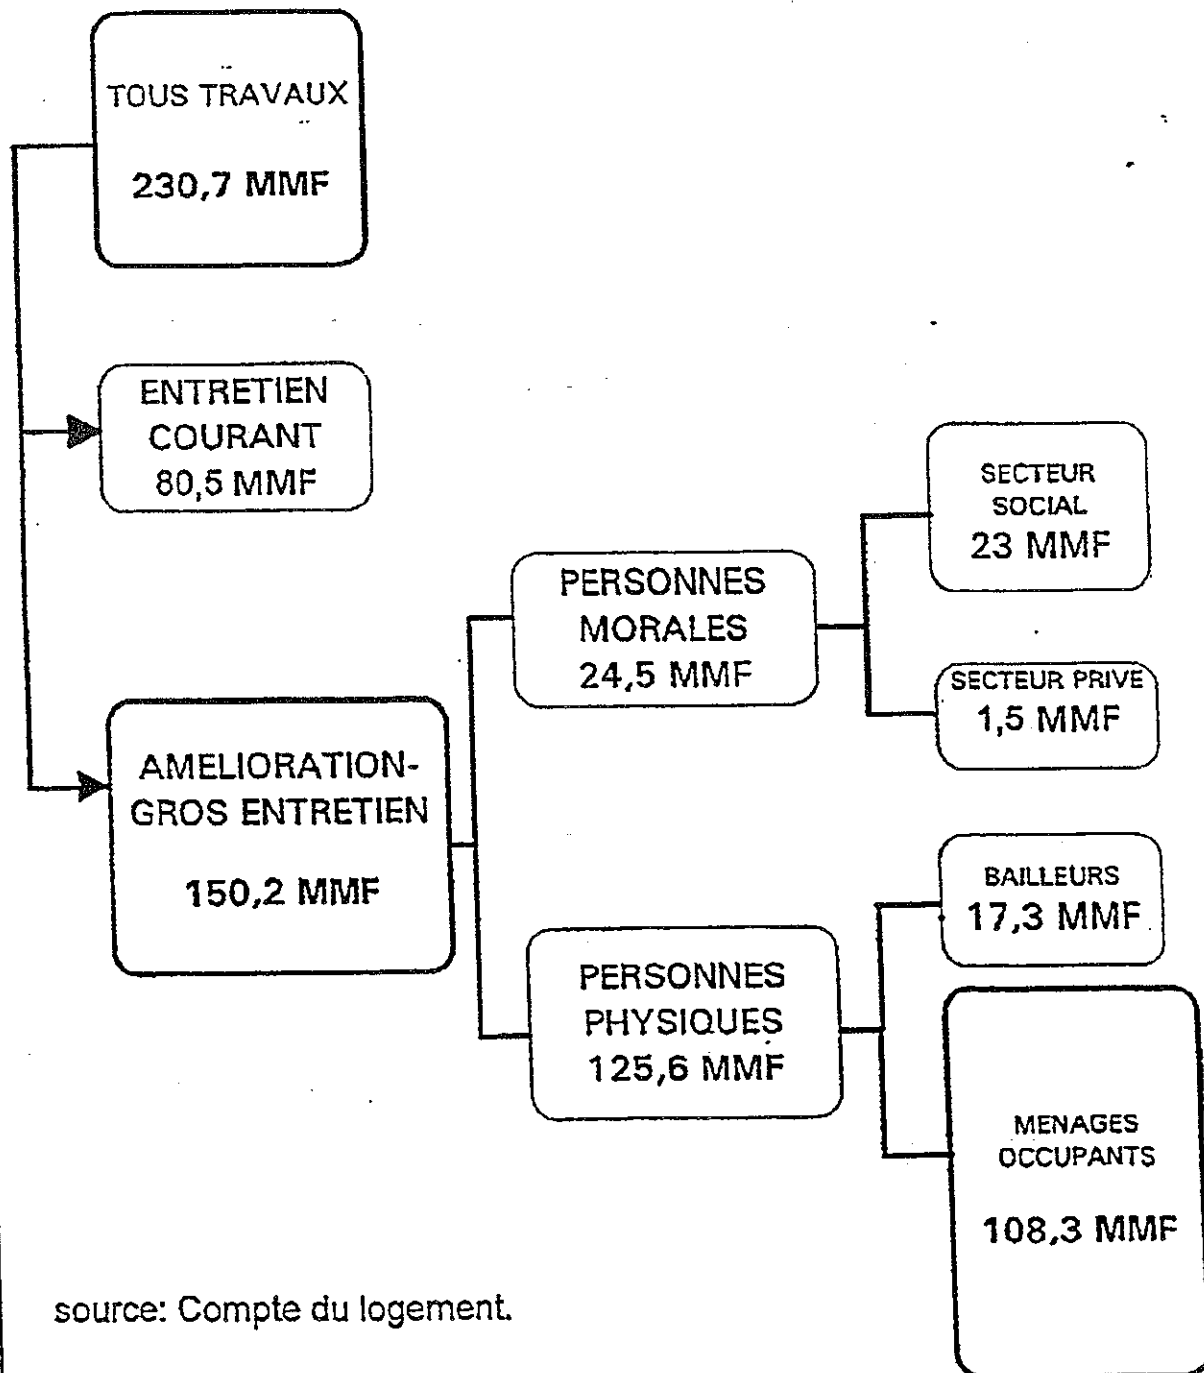 TOUS TRAVAUX
230,7 MMF
ENTRETIEN
COURANT
80,5 MMF
AMELIORATION-
GROS ENTRETIEN
150,2 MMF
PERSONNES
MORALES
24,5 MMF
PERSONNES
PHYSIQUES
125,6 MMF
SECTEUR
SOCIAL
23 MMF
SECTEUR PRIVE
1,5 MMF
BAILLEURS
17,3 MMF
MENAGES
OCCUPANTS
108,3 MMF
source: Compte du logement.